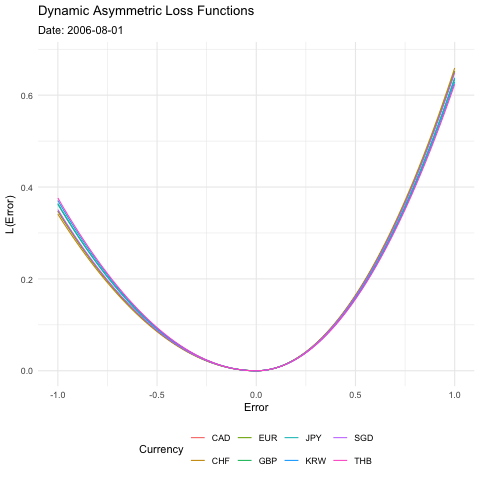 Dynamic Asymmetric Loss Functions
Date: 2006-08-01
0.6
0.4
0.2
0.0
L(Error)
-1.0 -0.5 0.0 0.5 1.0
Error
Currency
CAD EUR JPY SGD
CHF GBP KRW THB